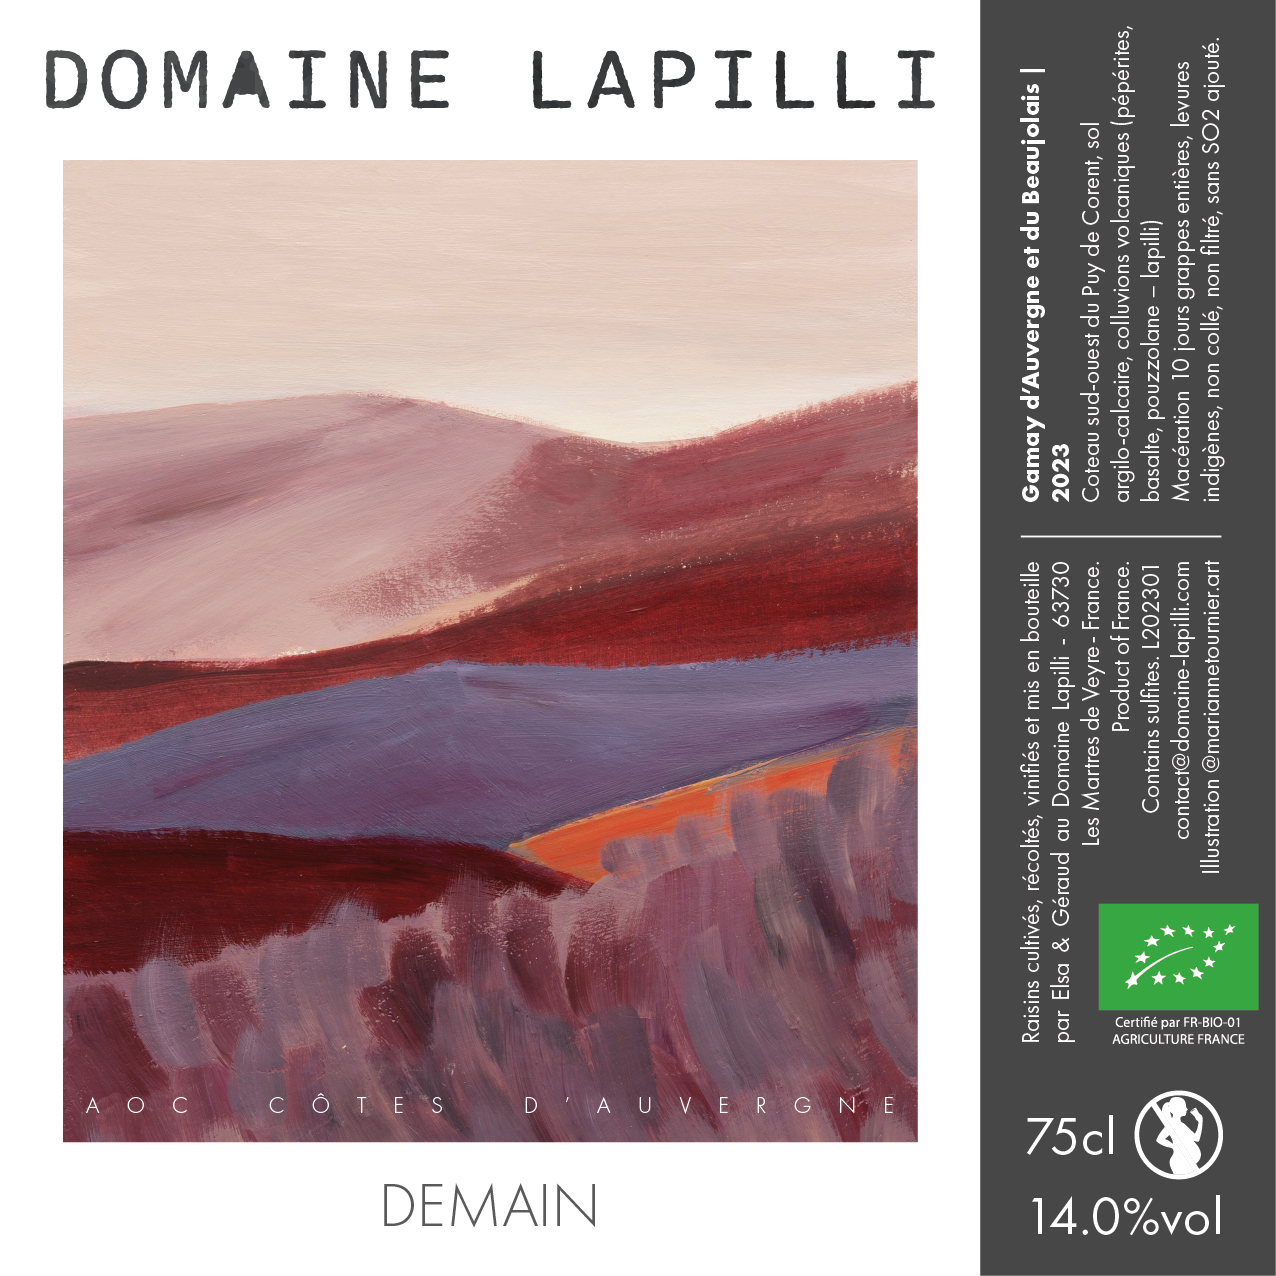 DOMAINE LAPILLI
AOC CÔTES D'AUVERGNE
DEMAIN
Gamay d'Auvergne et du Beaujolais |
2023
Coteau sud-ouest du Puy de Corent, sol
argilo-calcaire, colluvions volcaniques (pépérites,
basalte, pouzzolane – lapilli)
Macération 10 jours grappes entières, levures
indigènes, non collé, non filtré, sans SO2 ajouté.
Raisins cultivés, récoltés, vinifiés et mis en bouteille
par Elsa & Géraud au Domaine Lapilli - 63730
Les Martres de Veyre - France.
Product of France.
Contains sulfites. L202301
contact@domaine-lapilli.com
Illustration @mariannetournier.art
Certifié par FR-BIO-01
AGRICULTURE FRANCE
75cl
14.0%vol